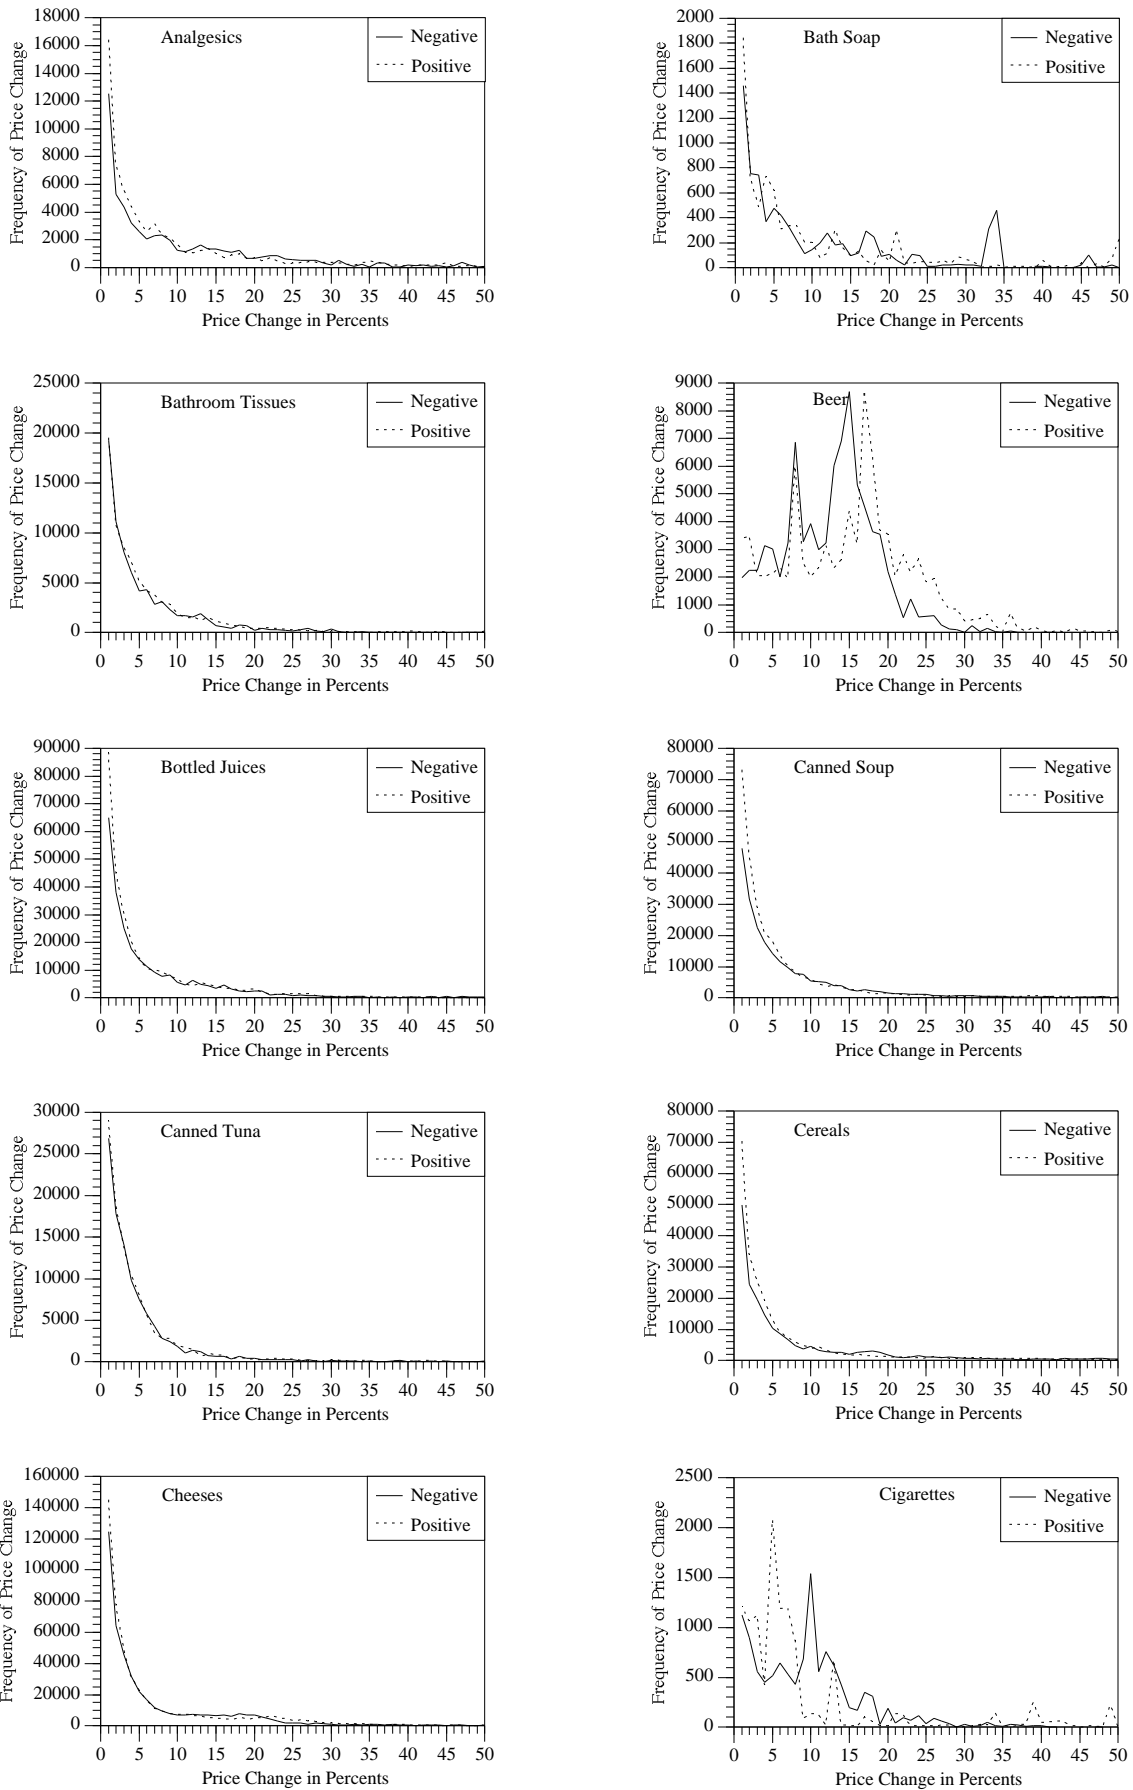 Analgesics
Negative
Positive
Frequency of Price Change
18000
16000
14000
12000
10000
8000
6000
4000
2000
0
0 5 10 15 20 25 30 35 40 45 50
Price Change in Percents
Bath Soap
Negative
Positive
Frequency of Price Change
2000
1800
1600
1400
1200
1000
800
600
400
200
0
0 5 10 15 20 25 30 35 40 45 50
Price Change in Percents
Bathroom Tissues
Negative
Positive
Frequency of Price Change
25000
20000
15000
10000
5000
0
0 5 10 15 20 25 30 35 40 45 50
Price Change in Percents
Beer
Negative
Positive
Frequency of Price Change
9000
8000
7000
6000
5000
4000
3000
2000
1000
0
0 5 10 15 20 25 30 35 40 45 50
Price Change in Percents
Bottled Juices
Negative
Positive
Frequency of Price Change
90000
80000
70000
60000
50000
40000
30000
20000
10000
0
0 5 10 15 20 25 30 35 40 45 50
Price Change in Percents
Canned Soup
Negative
Positive
Frequency of Price Change
80000
70000
60000
50000
40000
30000
20000
10000
0
0 5 10 15 20 25 30 35 40 45 50
Price Change in Percents
Canned Tuna
Negative
Positive
Frequency of Price Change
30000
25000
20000
15000
10000
5000
0
0 5 10 15 20 25 30 35 40 45 50
Price Change in Percents
Cereals
Negative
Positive
Frequency of Price Change
80000
70000
60000
50000
40000
30000
20000
10000
0
0 5 10 15 20 25 30 35 40 45 50
Price Change in Percents
Cheeses
Negative
Positive
Frequency of Price Change
160000
140000
120000
100000
80000
60000
40000
20000
0
0 5 10 15 20 25 30 35 40 45 50
Price Change in Percents
Cigarettes
Negative
Positive
Frequency of Price Change
2500
2000
1500
1000
500
0
0 5 10 15 20 25 30 35 40 45 50
Price Change in Percents